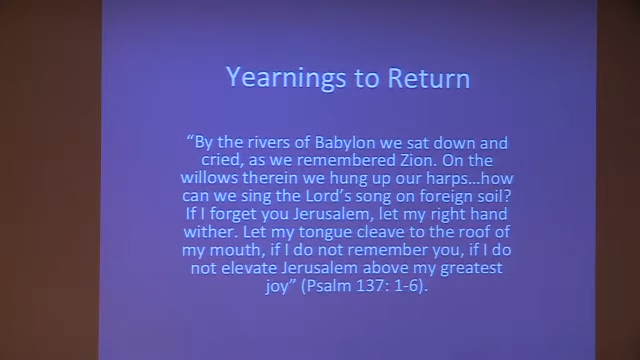 Yearnings to Return
“By the rivers of Babylon we sat down and
cried, as we remembered Zion. On the
willows therein we hung up our harps…how
can we sing the Lord’s song on foreign soil?
If I forget you Jerusalem, let my right hand
wither. Let my tongue cleave to the roof of
my mouth, if I do not remember you, if I do
not elevate Jerusalem above my greatest
joy” (Psalm 137: 1-6).